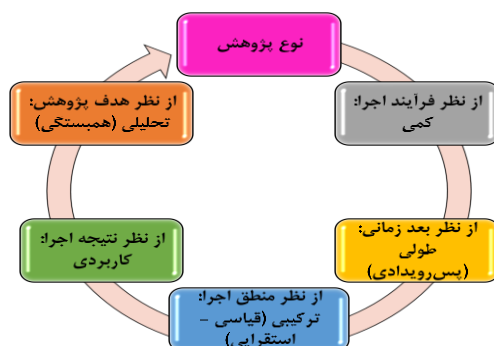 نوع پژوهش
از نظر فرآیند اجرا:
کمی
از نظر بعد زمانی:
طولی
(پس‌رویدادی)
از نظر منطق اجرا:
ترکیبی (قیاسی –
استقرایی)
از نظر نتیجه اجرا:
کاربردی
از نظر هدف پژوهش:
تحلیلی (همبستگی)